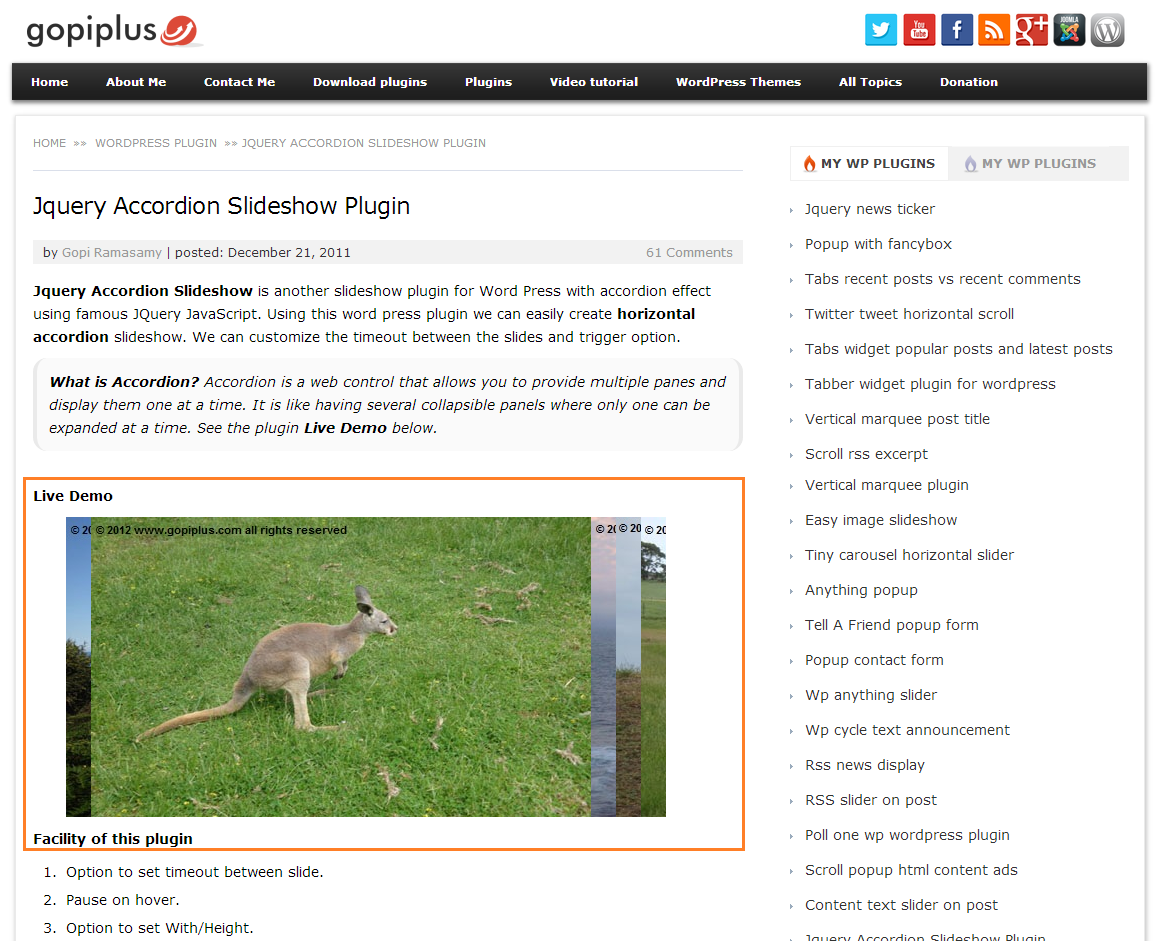 gopiplus
You
Tube
JOOMLA
Home About Me Contact Me Download plugins Plugins Video tutorial WordPress Themes All Topics Donation
HOME »» WORDPRESS PLUGIN »» JQUERY ACCORDION SLIDESHOW PLUGIN
Jquery Accordion Slideshow Plugin
by Gopi Ramasamy | posted: December 21, 2011 61 Comments
Jquery Accordion Slideshow is another slideshow plugin for Word Press with accordion effect
using famous JQuery JavaScript. Using this word press plugin we can easily create horizontal
accordion slideshow. We can customize the timeout between the slides and trigger option.
What is Accordion? Accordion is a web control that allows you to provide multiple panes and
display them one at a time. It is like having several collapsible panels where only one can be
expanded at a time. See the plugin Live Demo below.
Live Demo
© 20 © 2012 www.gopiplus.com all rights reserved © 20 © 20 © 20
Facility of this plugin
1. Option to set timeout between slide.
2. Pause on hover.
3. Option to set With/Height.
MY WP PLUGINS MY WP PLUGINS
Jquery news ticker
Popup with fancybox
Tabs recent posts vs recent comments
Twitter tweet horizontal scroll
Tabs widget popular posts and latest posts
Tabber widget plugin for wordpress
Vertical marquee post title
Scroll rss excerpt
Vertical marquee plugin
Easy image slideshow
Tiny carousel horizontal slider
Anything popup
Tell A Friend popup form
Popup contact form
Wp anything slider
Wp cycle text announcement
Rss news display
RSS slider on post
Poll one wp wordpress plugin
Scroll popup html content ads
Content text slider on post
Jquery Accordion Slideshow Plugin